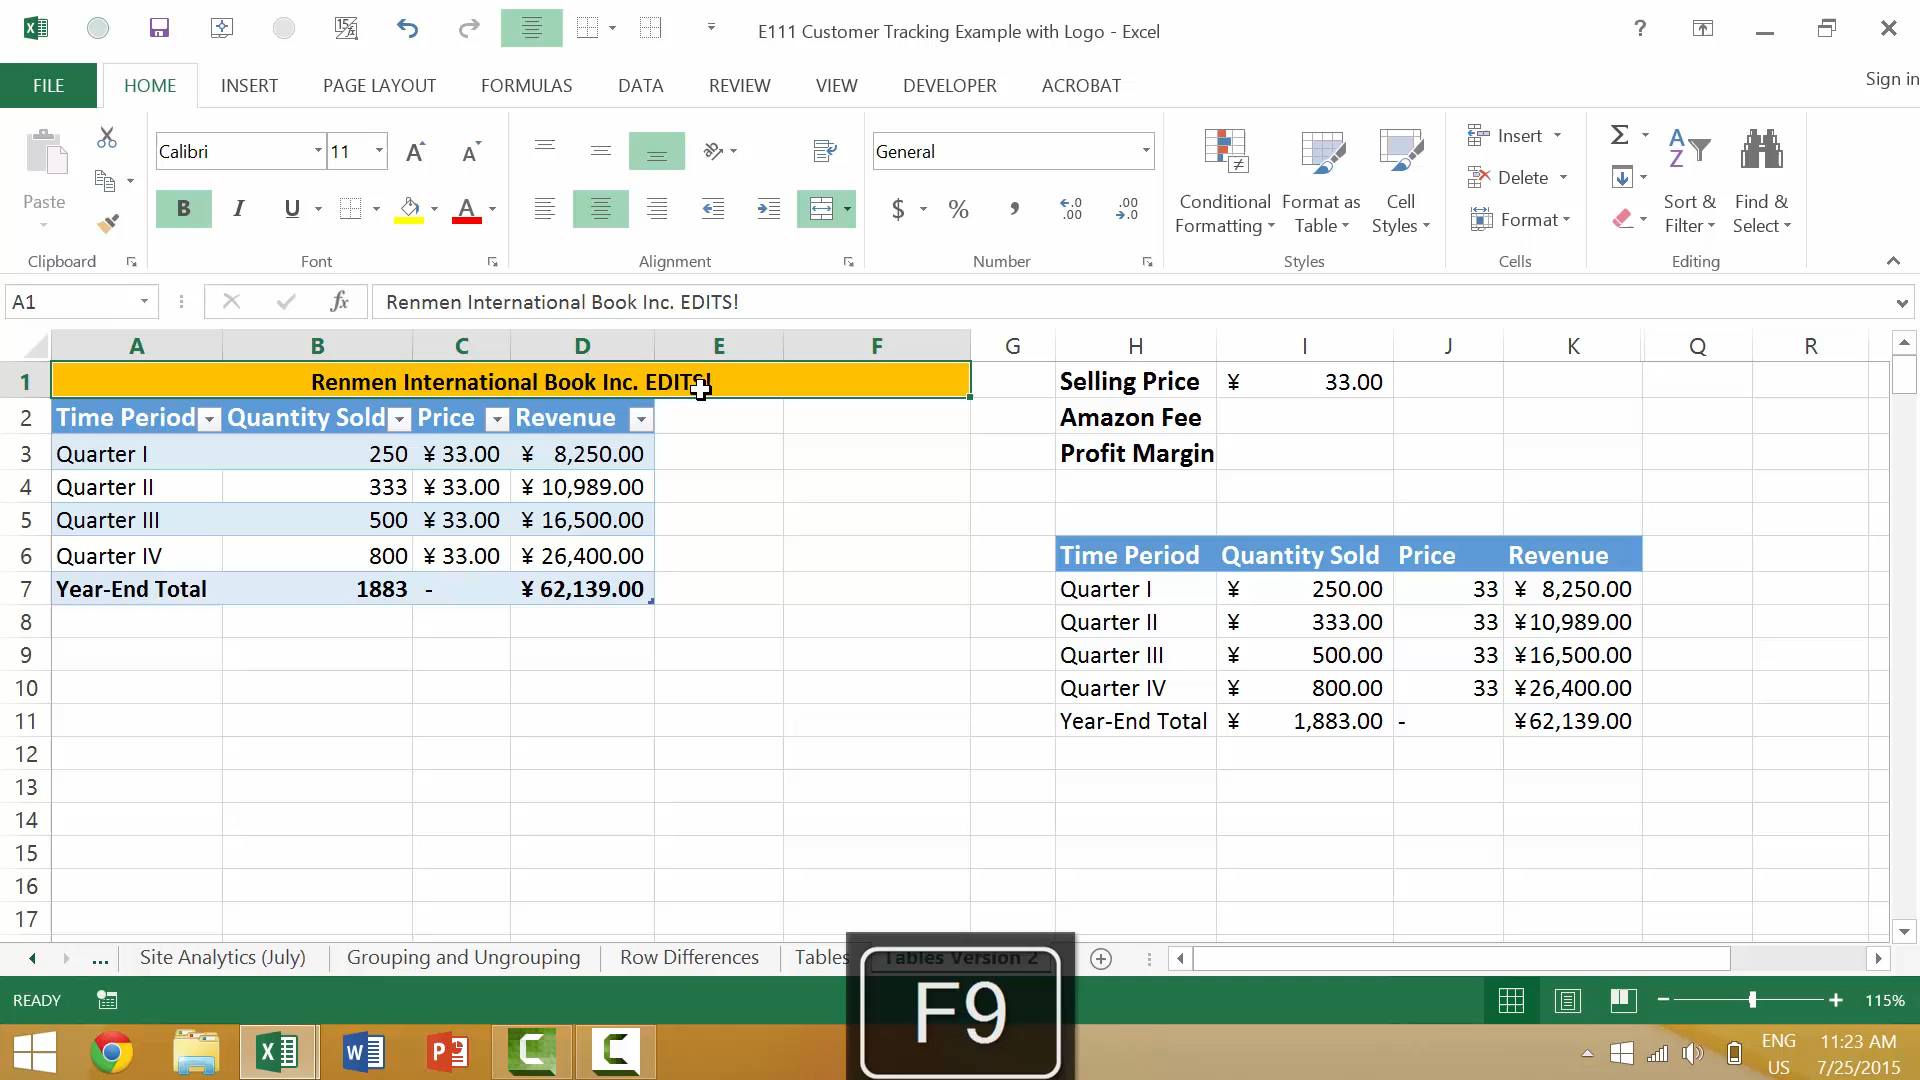 E111 Customer Tracking Example with Logo - Excel
?
FILE HOME INSERT PAGE LAYOUT FORMULAS DATA REVIEW VIEW DEVELOPER ACROBAT Sign in
Paste
Clipboard
Calibri 11
B I U A
Font
Alignment
General
$ % ,
Number
Conditional Formatting
Format as Table
Cell Styles
Styles
Insert
Delete
Format
Cells
Sort & Filter
Find & Select
Editing
A1 fx Renmen International Book Inc. EDITS!
A B C D E F G H I J K Q R
1 Renmen International Book Inc. EDITS! Selling Price ¥ 33.00
2 Time Period Quantity Sold Price Revenue Amazon Fee
3 Quarter I 250 ¥ 33.00 ¥ 8,250.00 Profit Margin
4 Quarter II 333 ¥ 33.00 ¥ 10,989.00
5 Quarter III 500 ¥ 33.00 ¥ 16,500.00
6 Quarter IV 800 ¥ 33.00 ¥ 26,400.00 Time Period Quantity Sold Price Revenue
7 Year-End Total 1883 - ¥ 62,139.00 Quarter I ¥ 250.00 33 ¥ 8,250.00
8 Quarter II ¥ 333.00 33 ¥10,989.00
9 Quarter III ¥ 500.00 33 ¥16,500.00
10 Quarter IV ¥ 800.00 33 ¥26,400.00
11 Year-End Total ¥ 1,883.00 - ¥62,139.00
12
13
14
15
16
17
... Site Analytics (July) Grouping and Ungrouping Row Differences Tables Tables Version 2
F9
READY 115%
ENG US 11:23 AM 7/25/2015